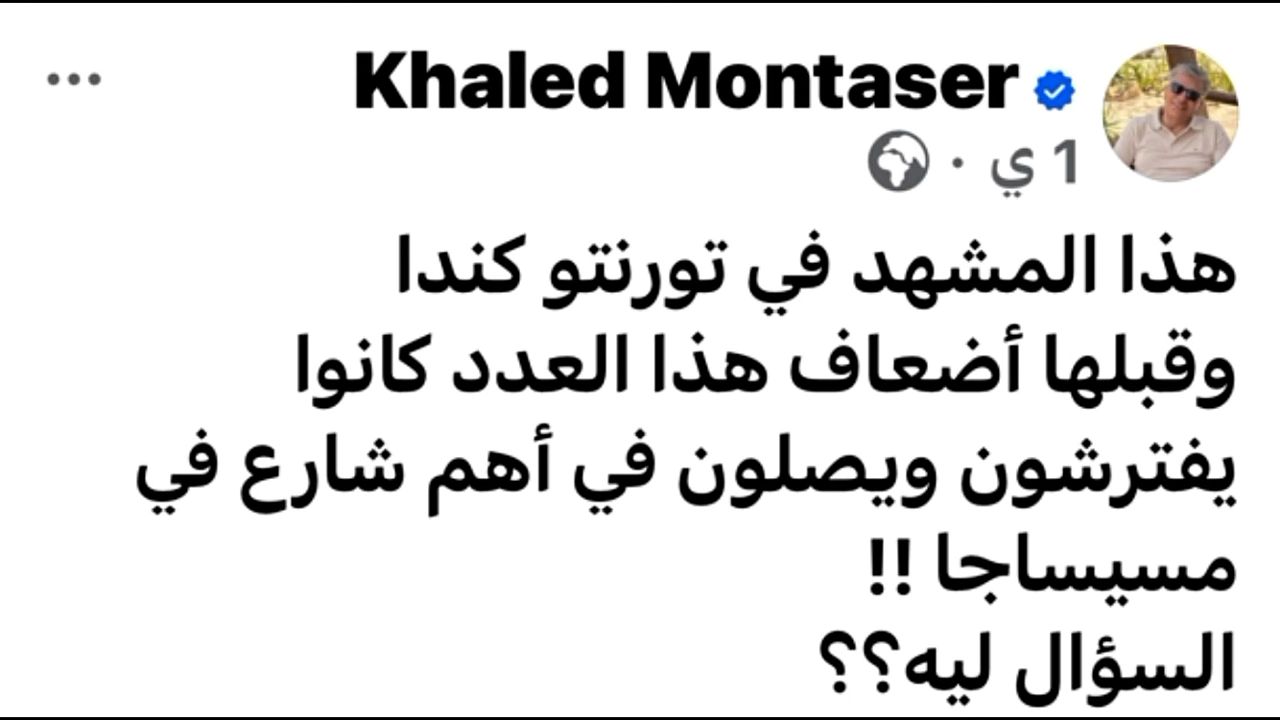 Khaled Montaser
1 ي ·
هذا المشهد في تورنتو كندا
وقبلها أضعاف هذا العدد كانوا
يفترشون ويصلون في أهم شارع في
مسيساجا !!
السؤال ليه؟؟